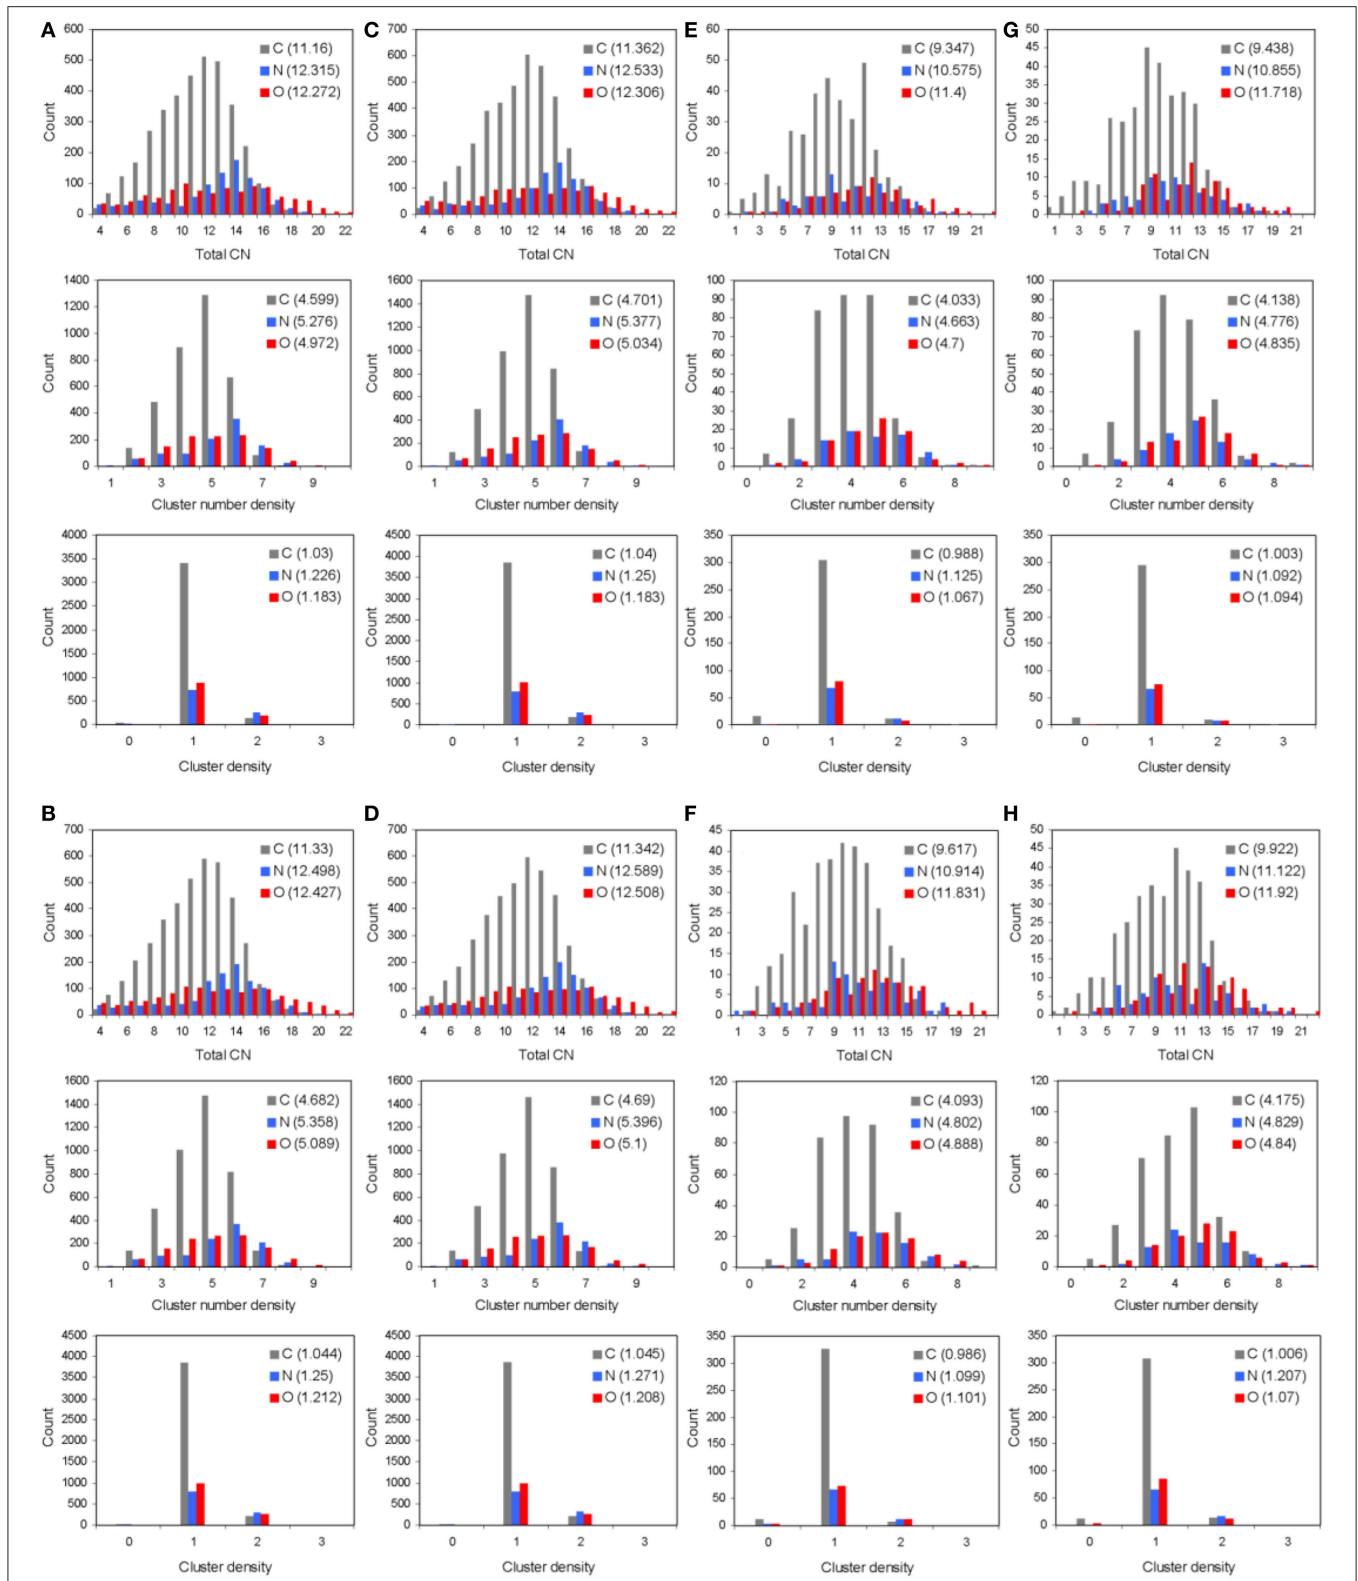 A
600
500
400
300
200
100
0
Count
C (11.16)
N (12.315)
O (12.272)
4 6 8 10 12 14 16 18 20 22
Total CN
1400
1200
1000
800
600
400
200
0
Count
C (4.599)
N (5.276)
O (4.972)
1 3 5 7 9
Cluster number density
4000
3500
3000
2500
2000
1500
1000
500
0
Count
C (1.03)
N (1.226)
O (1.183)
0 1 2 3
Cluster density
C
700
600
500
400
300
200
100
0
Count
C (11.362)
N (12.533)
O (12.306)
4 6 8 10 12 14 16 18 20 22
Total CN
1600
1400
1200
1000
800
600
400
200
0
Count
C (4.701)
N (5.377)
O (5.034)
1 3 5 7 9
Cluster number density
4500
4000
3500
3000
2500
2000
1500
1000
500
0
Count
C (1.04)
N (1.25)
O (1.183)
0 1 2 3
Cluster density
E
60
50
40
30
20
10
0
Count
C (9.347)
N (10.575)
O (11.4)
1 3 5 7 9 11 13 15 17 19 21
Total CN
100
90
80
70
60
50
40
30
20
10
0
Count
C (4.033)
N (4.663)
O (4.7)
0 2 4 6 8
Cluster number density
350
300
250
200
150
100
50
0
Count
C (0.988)
N (1.125)
O (1.067)
0 1 2 3
Cluster density
G
50
45
40
35
30
25
20
15
10
5
0
Count
C (9.438)
N (10.855)
O (11.718)
1 3 5 7 9 11 13 15 17 19 21
Total CN
100
90
80
70
60
50
40
30
20
10
0
Count
C (4.138)
N (4.776)
O (4.835)
0 2 4 6 8
Cluster number density
350
300
250
200
150
100
50
0
Count
C (1.003)
N (1.092)
O (1.094)
0 1 2 3
Cluster density
B
700
600
500
400
300
200
100
0
Count
C (11.33)
N (12.498)
O (12.427)
4 6 8 10 12 14 16 18 20 22
Total CN
1600
1400
1200
1000
800
600
400
200
0
Count
C (4.682)
N (5.358)
O (5.089)
1 3 5 7 9
Cluster number density
4500
4000
3500
3000
2500
2000
1500
1000
500
0
Count
C (1.044)
N (1.25)
O (1.212)
0 1 2 3
Cluster density
D
700
600
500
400
300
200
100
0
Count
C (11.342)
N (12.589)
O (12.508)
4 6 8 10 12 14 16 18 20 22
Total CN
1600
1400
1200
1000
800
600
400
200
0
Count
C (4.69)
N (5.396)
O (5.1)
1 3 5 7 9
Cluster number density
4500
4000
3500
3000
2500
2000
1500
1000
500
0
Count
C (1.045)
N (1.271)
O (1.208)
0 1 2 3
Cluster density
F
45
40
35
30
25
20
15
10
5
0
Count
C (9.617)
N (10.914)
O (11.831)
1 3 5 7 9 11 13 15 17 19 21
Total CN
120
100
80
60
40
20
0
Count
C (4.093)
N (4.802)
O (4.888)
0 2 4 6 8
Cluster number density
350
300
250
200
150
100
50
0
Count
C (0.986)
N (1.099)
O (1.101)
0 1 2 3
Cluster density
H
50
45
40
35
30
25
20
15
10
5
0
Count
C (9.922)
N (11.122)
O (11.92)
1 3 5 7 9 11 13 15 17 19 21
Total CN
120
100
80
60
40
20
0
Count
C (4.175)
N (4.829)
O (4.84)
0 2 4 6 8
Cluster number density
350
300
250
200
150
100
50
0
Count
C (1.006)
N (1.207)
O (1.07)
0 1 2 3
Cluster density